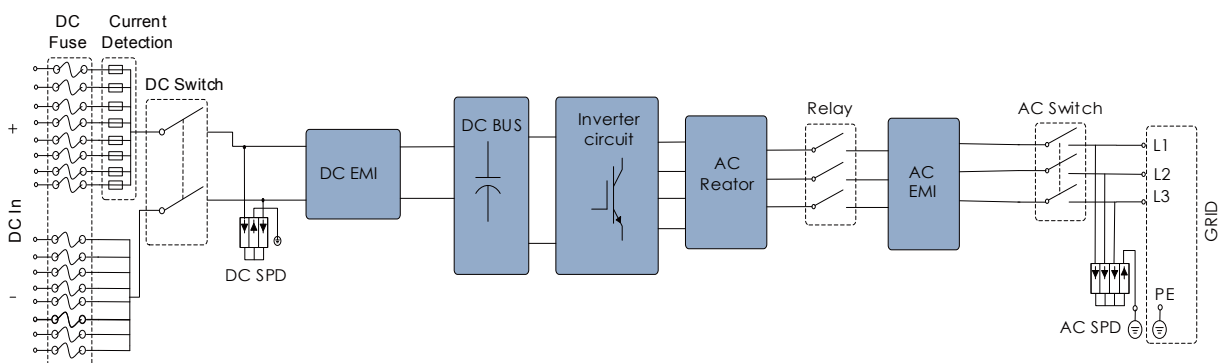 DC
Fuse
Current
Detection
DC Switch
+
DC In
-
DC SPD
DC EMI
DC BUS
Inverter
circuit
AC
Reator
Relay
AC
EMI
AC Switch
L1
L2
L3
GRID
PE
AC SPD